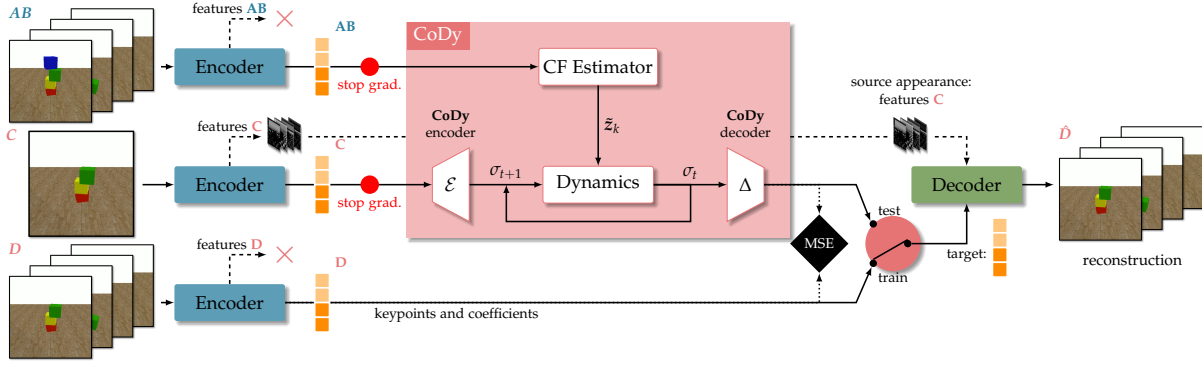 AB
features AB
Encoder
AB
stop grad.
CoDy
CF Estimator
z̃ₖ
C
features C
Encoder
C
stop grad.
CoDy
encoder
ℰ
σₜ₊₁
Dynamics
σₜ
CoDy
decoder
Δ
source appearance:
features C
Decoder
D̂
reconstruction
MSE
test
train
target:
D
features D
Encoder
D
keypoints and coefficients